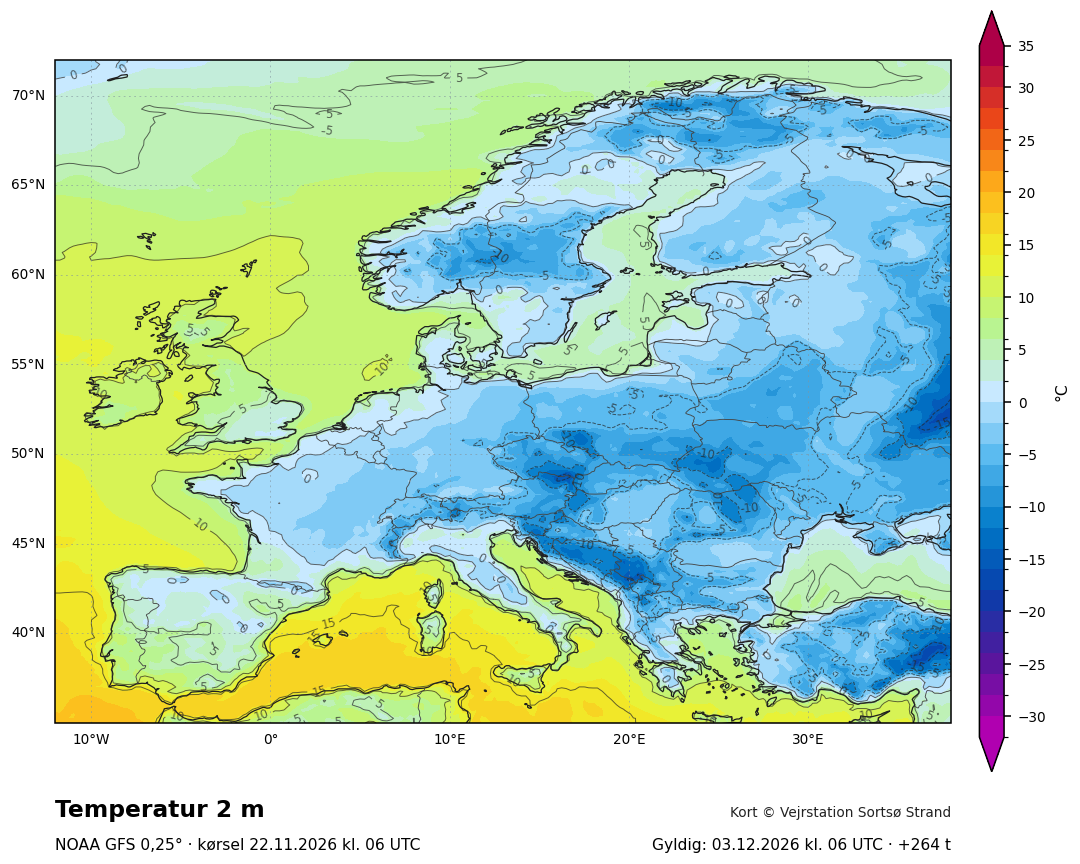 70°N
65°N
60°N
55°N
50°N
45°N
40°N
10°W
0°
10°E
20°E
30°E
35
30
25
20
15
10
5
0
−5
−10
−15
−20
−25
−30
°C
Temperatur 2 m
Kort © Vejrstation Sortsø Strand
NOAA GFS 0,25° · kørsel 22.11.2026 kl. 06 UTC
Gyldig: 03.12.2026 kl. 06 UTC · +264 t